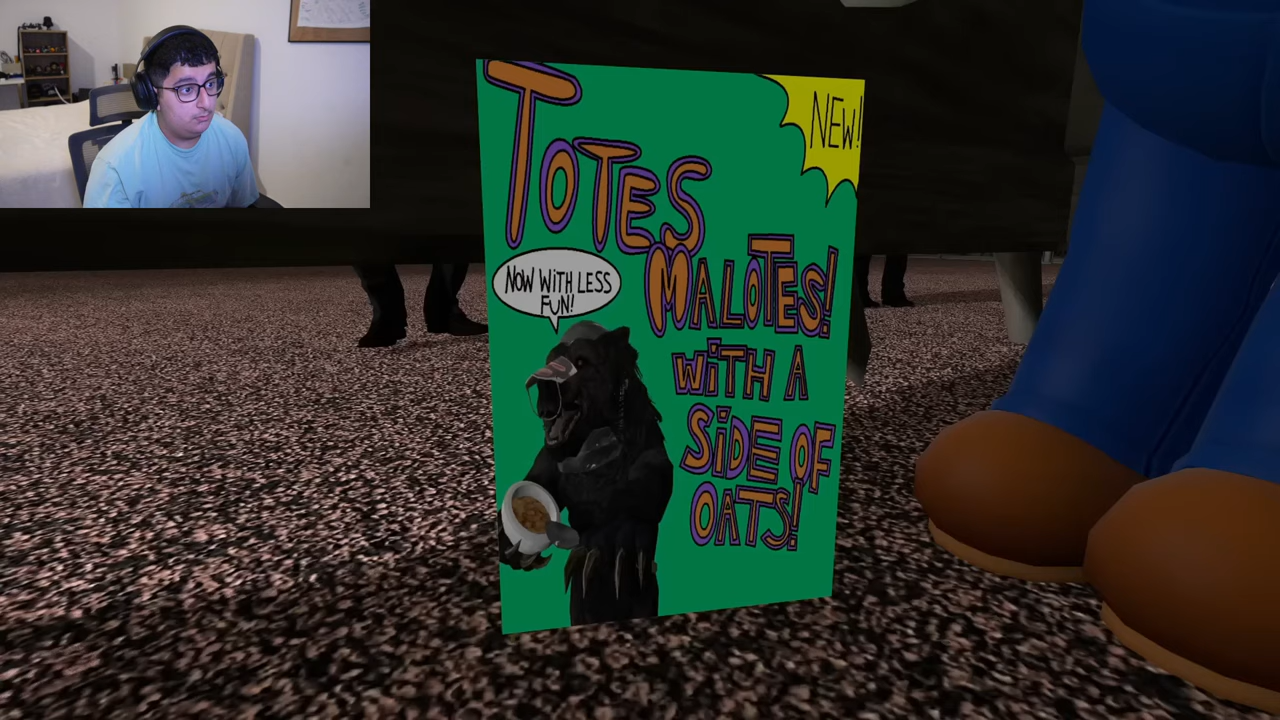 TOTES
NEW!
MALOTES!
NOW WITH LESS
FUN!
WITH A
SIDE OF
OATS!